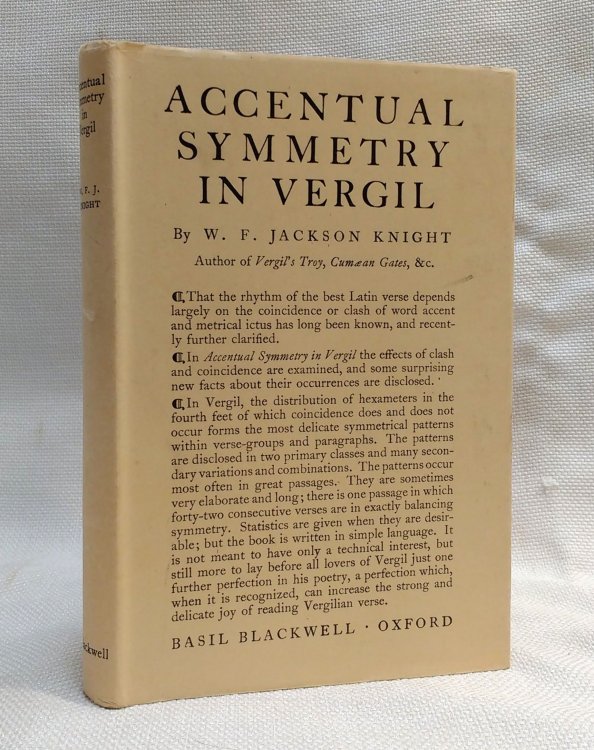 ACCENTUAL
SYMMETRY
IN VERGIL
By W. F. JACKSON KNIGHT
Author of Vergil's Troy, Cumæan Gates, &c.
¶ That the rhythm of the best Latin verse depends
largely on the coincidence or clash of word accent
and metrical ictus has long been known, and recent-
ly further clarified.
¶ In Accentual Symmetry in Vergil the effects of clash
and coincidence are examined, and some surprising
new facts about their occurrences are disclosed.
¶ In Vergil, the distribution of hexameters in the
fourth feet of which coincidence does and does not
occur forms the most delicate symmetrical patterns
within verse-groups and paragraphs. The patterns
are disclosed in two primary classes and many secon-
dary variations and combinations. The patterns occur
most often in great passages. They are sometimes
very elaborate and long; there is one passage in which
forty-two consecutive verses are in exactly balancing
symmetry. Statistics are given when they are desir-
able; but the book is written in simple language. It
is not meant to have only a technical interest, but
still more to lay before all lovers of Vergil just one
further perfection in his poetry, a perfection which,
when it is recognized, can increase the strong and
delicate joy of reading Vergilian verse.
BASIL BLACKWELL · OXFORD
entual
metry
in
rgil
. F. J.
IGHT
ckwell